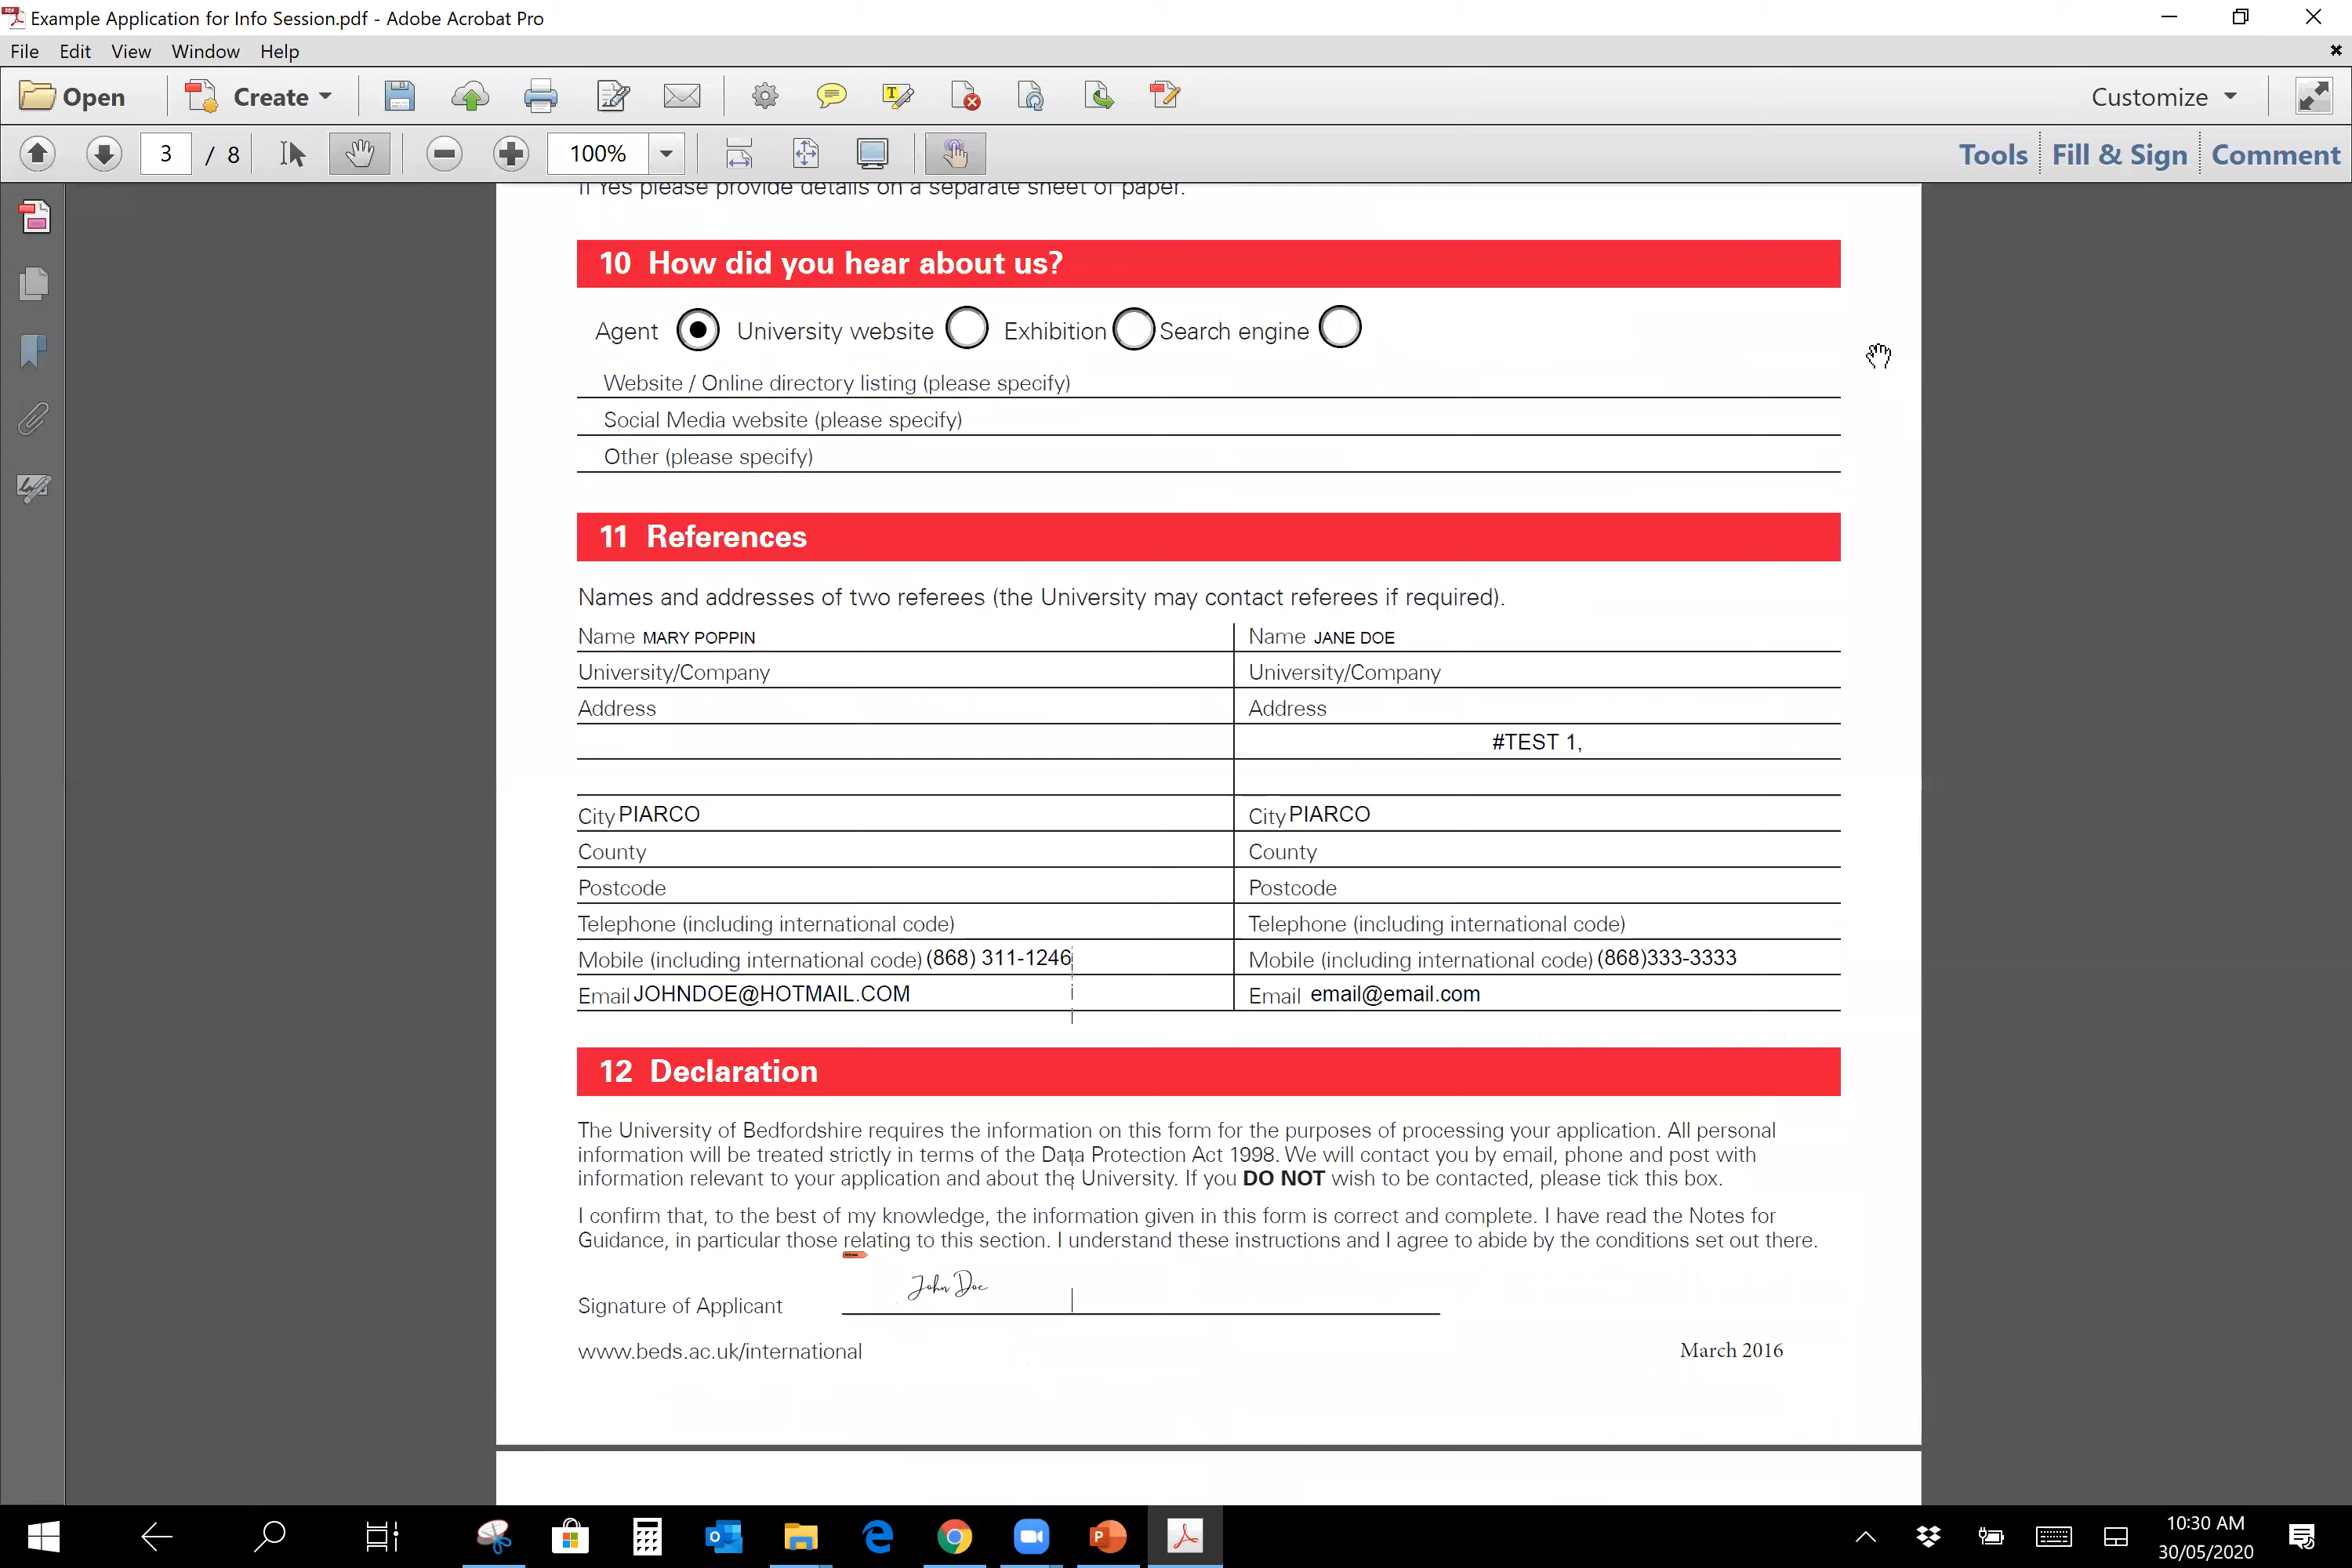 Example Application for Info Session.pdf - Adobe Acrobat Pro
File Edit View Window Help
Open Create Customize
3 / 8 100% Tools Fill & Sign Comment
If Yes please provide details on a separate sheet of paper.
10 How did you hear about us?
Agent University website Exhibition Search engine
Website / Online directory listing (please specify)
Social Media website (please specify)
Other (please specify)
11 References
Names and addresses of two referees (the University may contact referees if required).
Name MARY POPPIN Name JANE DOE
University/Company University/Company
Address Address
#TEST 1,
City PIARCO City PIARCO
County County
Postcode Postcode
Telephone (including international code) Telephone (including international code)
Mobile (including international code) (868) 311-1246 Mobile (including international code) (868)333-3333
Email JOHNDOE@HOTMAIL.COM Email email@email.com
12 Declaration
The University of Bedfordshire requires the information on this form for the purposes of processing your application. All personal
information will be treated strictly in terms of the Data Protection Act 1998. We will contact you by email, phone and post with
information relevant to your application and about the University. If you DO NOT wish to be contacted, please tick this box.
I confirm that, to the best of my knowledge, the information given in this form is correct and complete. I have read the Notes for
Guidance, in particular those relating to this section. I understand these instructions and I agree to abide by the conditions set out there.
John Doe
Signature of Applicant
www.beds.ac.uk/international March 2016
10:30 AM
30/05/2020